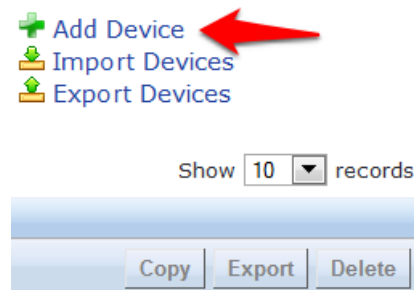 Add Device
Import Devices
Export Devices
Show 10 records
Copy Export Delete